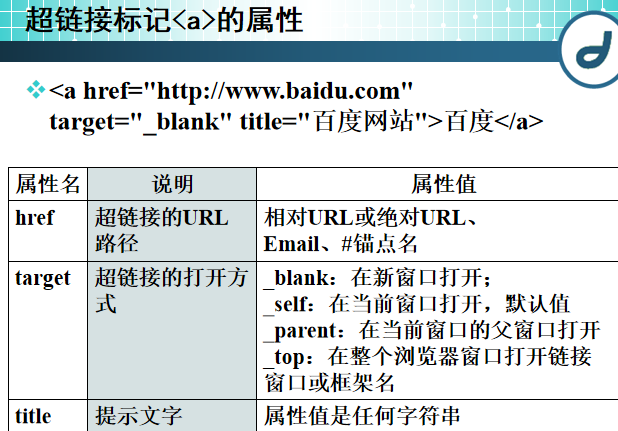 超链接标记<a>的属性
<a href="http://www.baidu.com"
target="_blank" title="百度网站">百度</a>
属性名 说明 属性值
href 超链接的URL 相对URL或绝对URL、
路径 Email、#锚点名
target 超链接的打开方 _blank：在新窗口打开；
式 _self：在当前窗口打开，默认值
_parent：在当前窗口的父窗口打开
_top：在整个浏览器窗口打开链接
窗口或框架名
title 提示文字 属性值是任何字符串